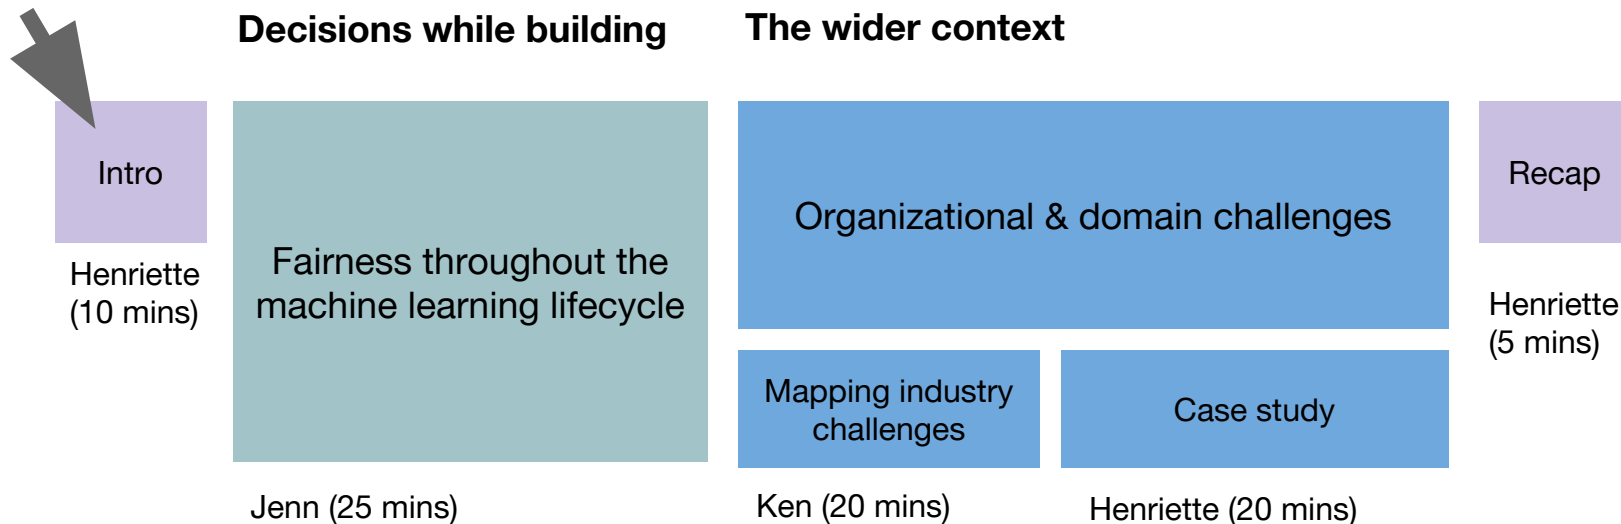 Decisions while building
The wider context
Intro
Henriette
(10 mins)
Fairness throughout the
machine learning lifecycle
Jenn (25 mins)
Organizational & domain challenges
Mapping industry
challenges
Ken (20 mins)
Case study
Henriette (20 mins)
Recap
Henriette
(5 mins)